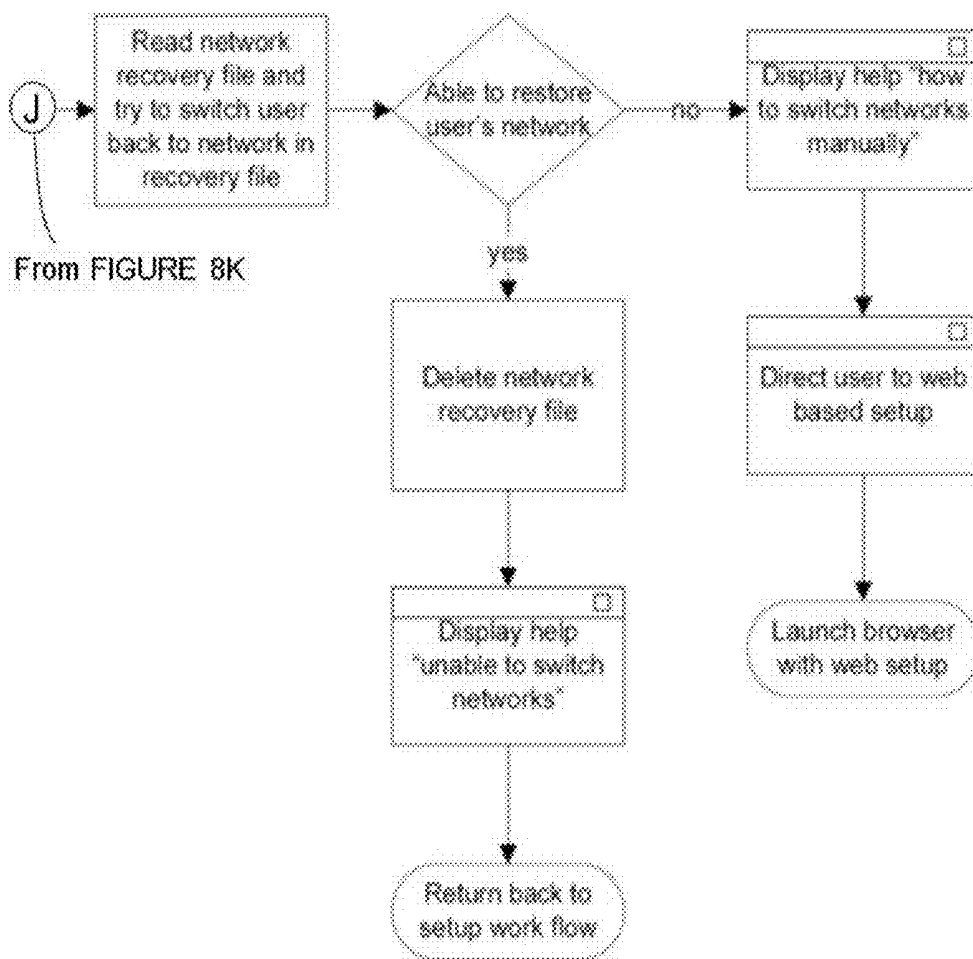 Read network
recovery file and
try to switch user
back to network in
recovery file
J
From FIGURE 8K
Able to restore
user's network
no
Display help "how
to switch networks
manually"
yes
Delete network
recovery file
Direct user to web
based setup
Display help
"unable to switch
networks"
Launch browser
with web setup
Return back to
setup work flow